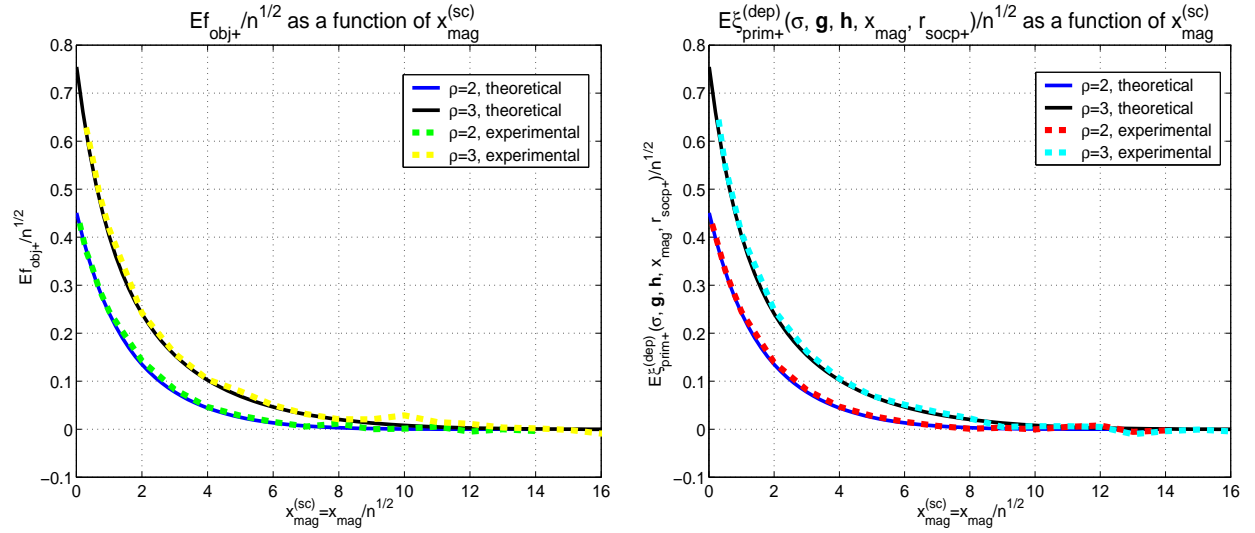 Ef_obj+/n^1/2 as a function of x_mag^(sc)
Ef_obj+/n^1/2
0.8
0.7
0.6
0.5
0.4
0.3
0.2
0.1
0
−0.1
0 2 4 6 8 10 12 14 16
x_mag^(sc)=x_mag/n^1/2
ρ=2, theoretical
ρ=3, theoretical
ρ=2, experimental
ρ=3, experimental
Eξ_prim+^(dep)(σ, g, h, x_mag, r_socp+)/n^1/2 as a function of x_mag^(sc)
Eξ_prim+^(dep)(σ, g, h, x_mag, r_socp+)/n^1/2
0.8
0.7
0.6
0.5
0.4
0.3
0.2
0.1
0
−0.1
0 2 4 6 8 10 12 14 16
x_mag^(sc)=x_mag/n^1/2
ρ=2, theoretical
ρ=3, theoretical
ρ=2, experimental
ρ=3, experimental